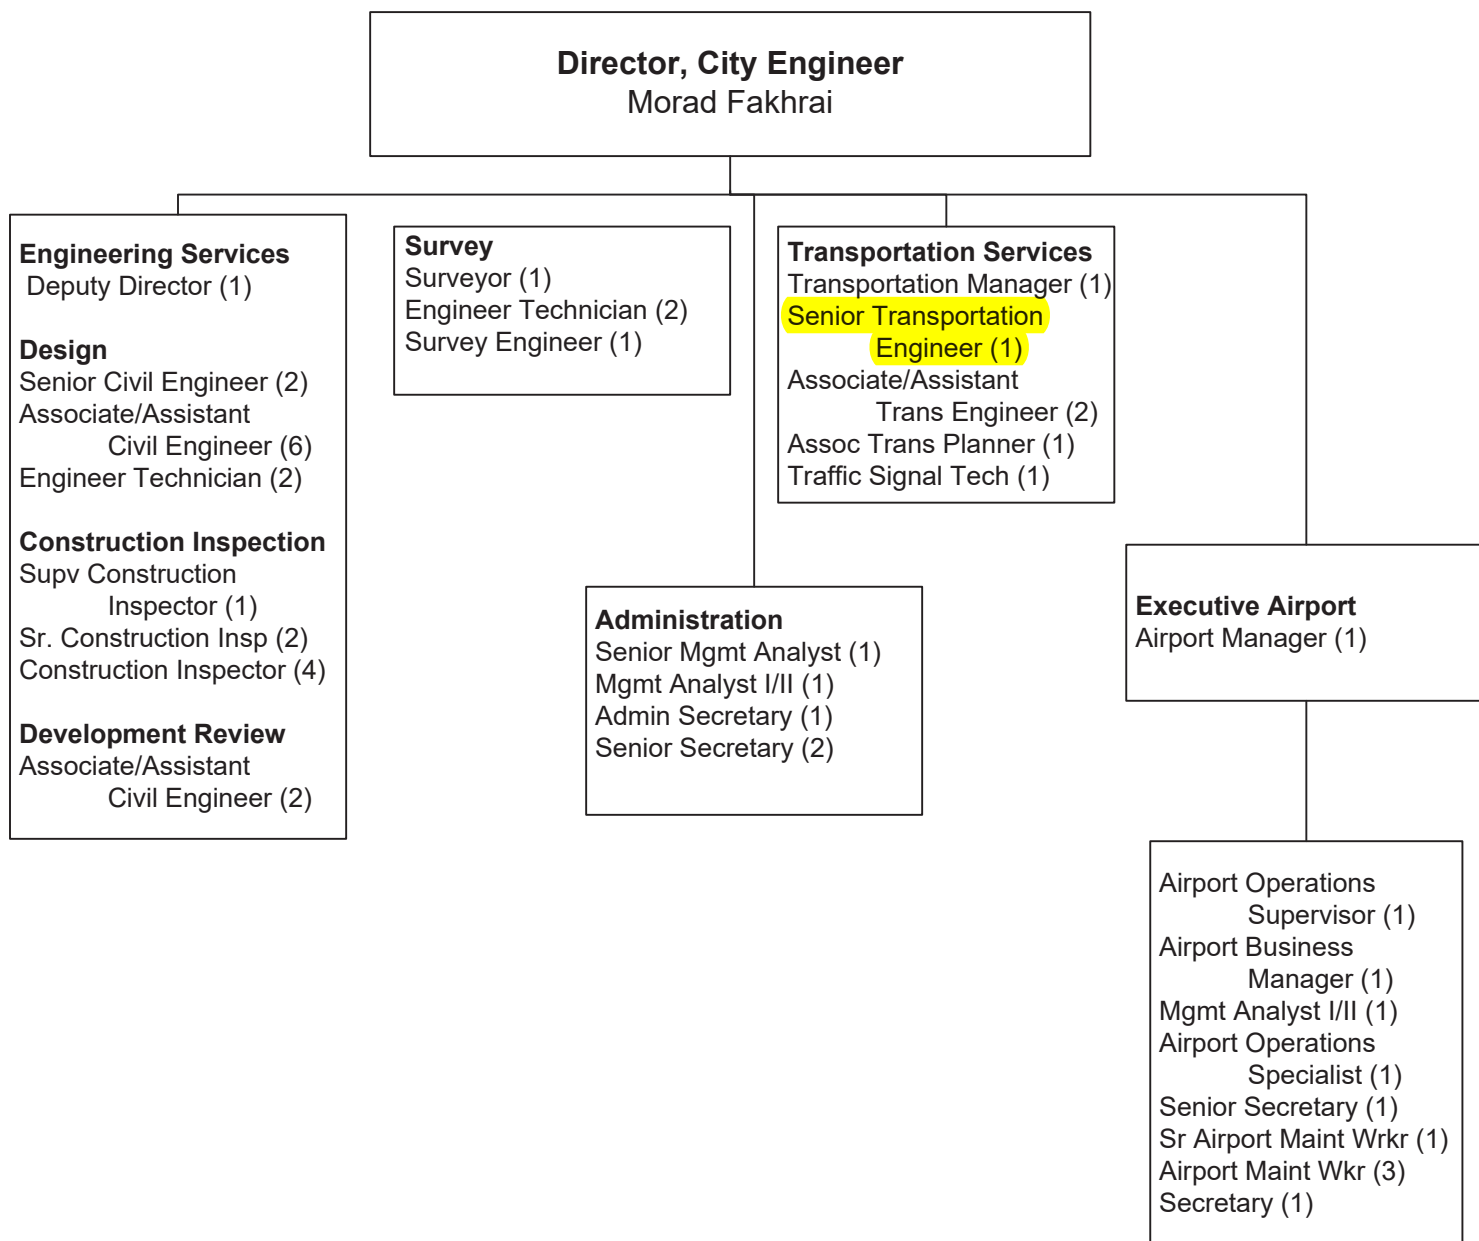 Director, City Engineer
Morad Fakhrai
Engineering Services
Deputy Director (1)
Design
Senior Civil Engineer (2)
Associate/Assistant
Civil Engineer (6)
Engineer Technician (2)
Construction Inspection
Supv Construction
Inspector (1)
Sr. Construction Insp (2)
Construction Inspector (4)
Development Review
Associate/Assistant
Civil Engineer (2)
Survey
Surveyor (1)
Engineer Technician (2)
Survey Engineer (1)
Transportation Services
Transportation Manager (1)
Senior Transportation
Engineer (1)
Associate/Assistant
Trans Engineer (2)
Assoc Trans Planner (1)
Traffic Signal Tech (1)
Administration
Senior Mgmt Analyst (1)
Mgmt Analyst I/II (1)
Admin Secretary (1)
Senior Secretary (2)
Executive Airport
Airport Manager (1)
Airport Operations
Supervisor (1)
Airport Business
Manager (1)
Mgmt Analyst I/II (1)
Airport Operations
Specialist (1)
Senior Secretary (1)
Sr Airport Maint Wrkr (1)
Airport Maint Wkr (3)
Secretary (1)